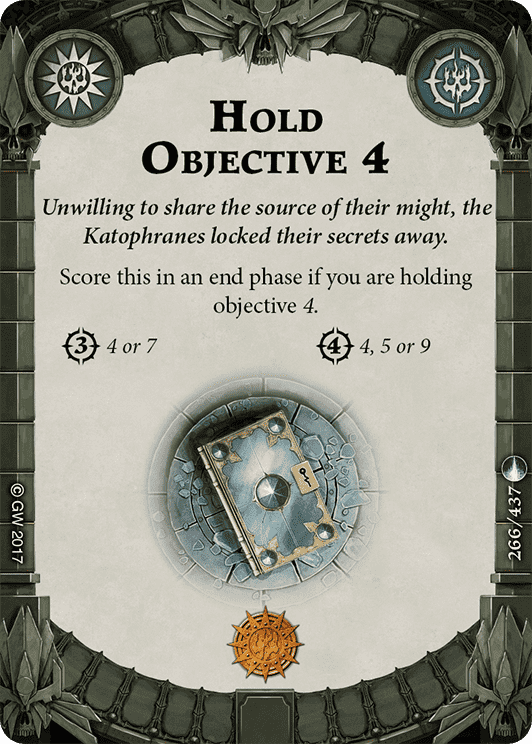 Hold
Objective 4
Unwilling to share the source of their might, the
Katophranes locked their secrets away.
Score this in an end phase if you are holding
objective 4.
3 4 or 7
4 4, 5 or 9
© GW 2017
266/437